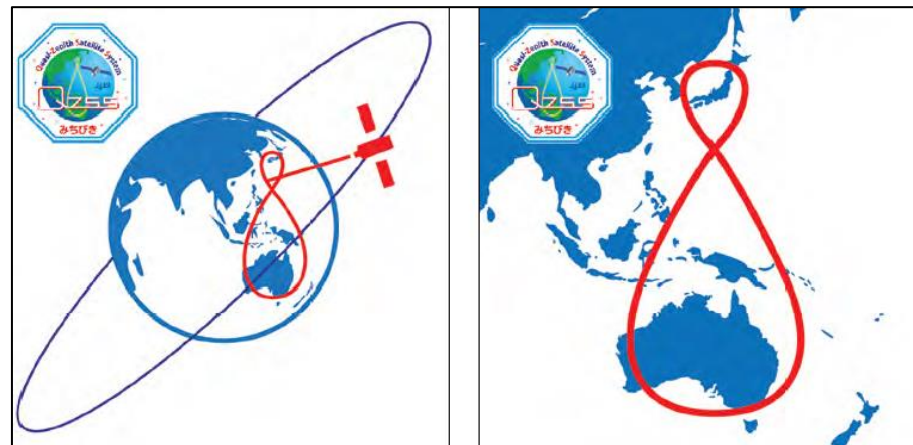 Quasi-Zenith Satellite System
QZSS
みちびき
Quasi-Zenith Satellite System
QZSS
みちびき